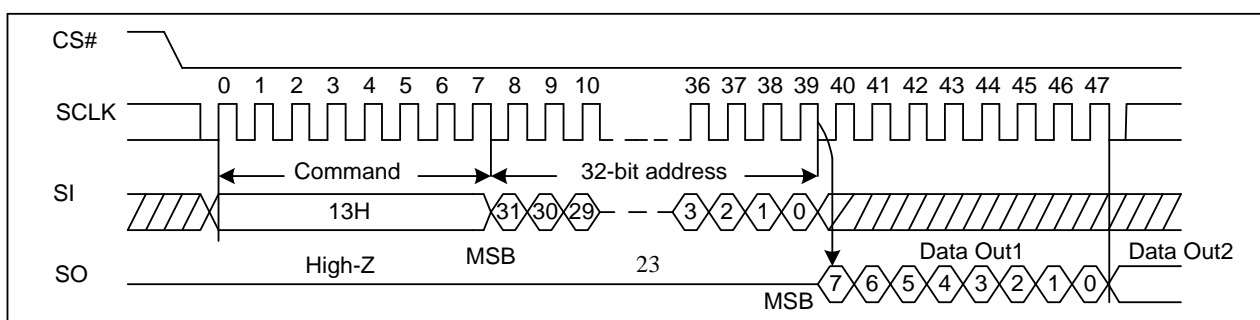 CS#
0 1 2 3 4 5 6 7 8 9 10 36 37 38 39 40 41 42 43 44 45 46 47
SCLK
Command 32-bit address
SI
13H 31 30 29 3 2 1 0
High-Z MSB 23 Data Out1 Data Out2
SO
MSB 7 6 5 4 3 2 1 0